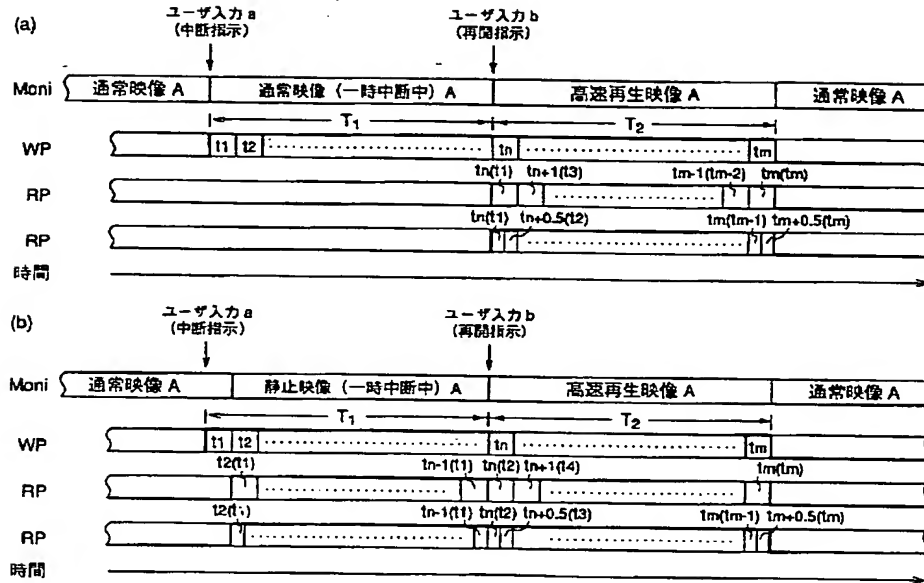 ユーザ入力 a ユーザ入力 b
(a) (中断指示) (再開指示)
Moni 通常映像 A 通常映像 (一時中断中) A 高速再生映像 A 通常映像 A
T1 T2
WP t1 t2 tn tm
tn(t1) tn+1(t3) tm-1(tm-2) tm(tm)
RP
tn(t1) tn+0.5(t2) tm(tm-1) tm+0.5(tm)
RP
時間
ユーザ入力 a ユーザ入力 b
(b) (中断指示) (再開指示)
Moni 通常映像 A 静止映像 (一時中断中) A 高速再生映像 A 通常映像 A
T1 T2
WP t1 t2 tn tm
t2(t1) tn-1(t1) tn(t2) tn+1(t4) tm(tm)
RP
t2(t1) tn-1(t1) tn(t2) tn+0.5(t3) tm(tm-1) tm+0.5(tm)
RP
時間